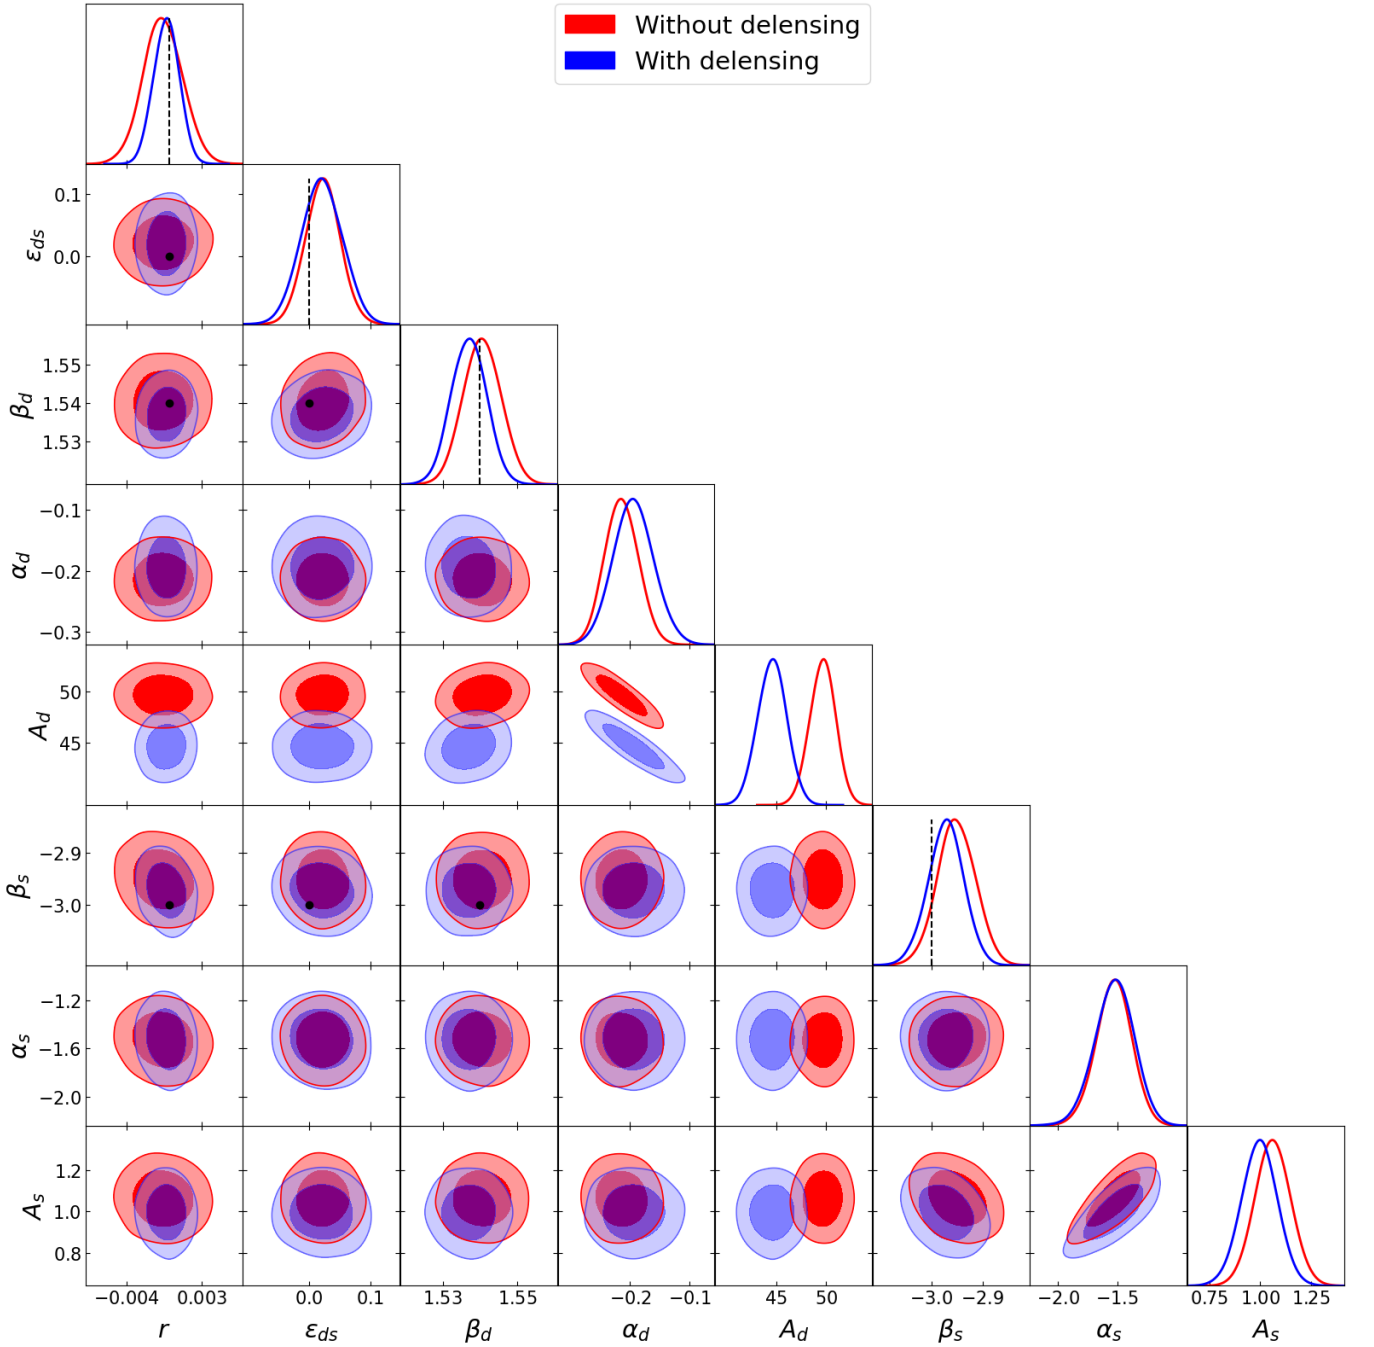 Without delensing
With delensing
0.1
0.0
ε_ds
1.55
1.54
1.53
β_d
−0.1
−0.2
−0.3
α_d
50
45
A_d
−2.9
−3.0
β_s
−1.2
−1.6
−2.0
α_s
1.2
1.0
0.8
A_s
−0.004 0.003 0.0 0.1 1.53 1.55 −0.2 −0.1 45 50 −3.0 −2.9 −2.0 −1.5 0.75 1.00 1.25
r ε_ds β_d α_d A_d β_s α_s A_s